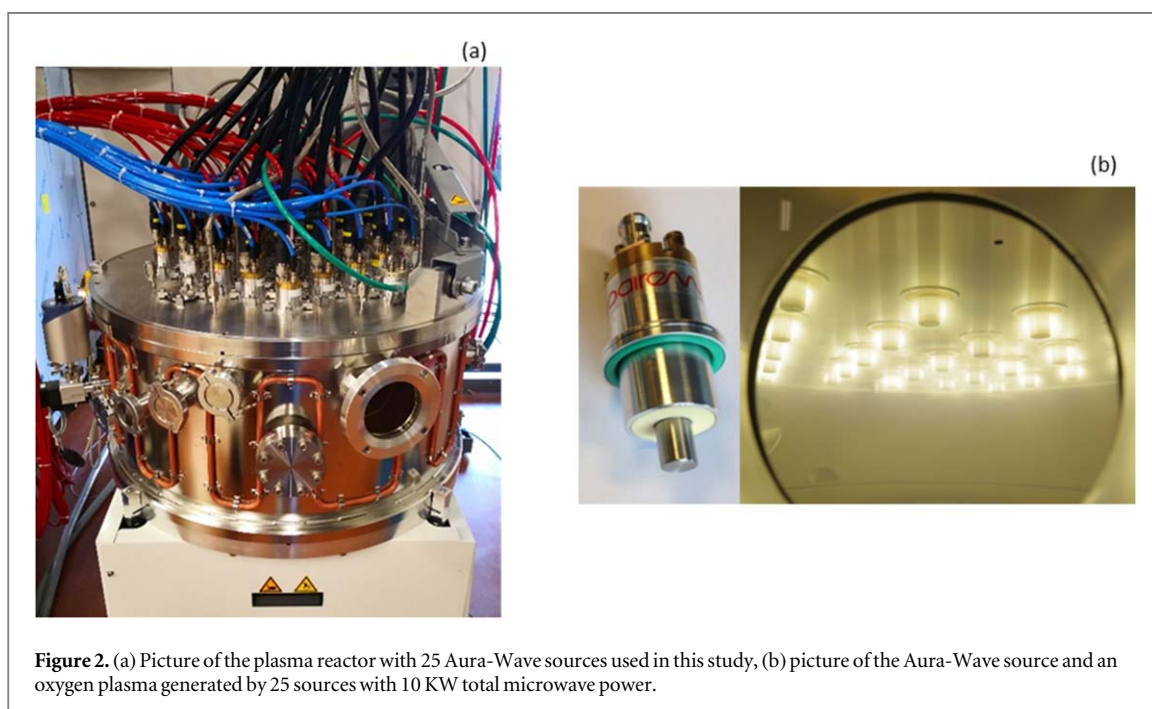 (a)
(b)
Figure 2. (a) Picture of the plasma reactor with 25 Aura-Wave sources used in this study, (b) picture of the Aura-Wave source and an
oxygen plasma generated by 25 sources with 10 KW total microwave power.